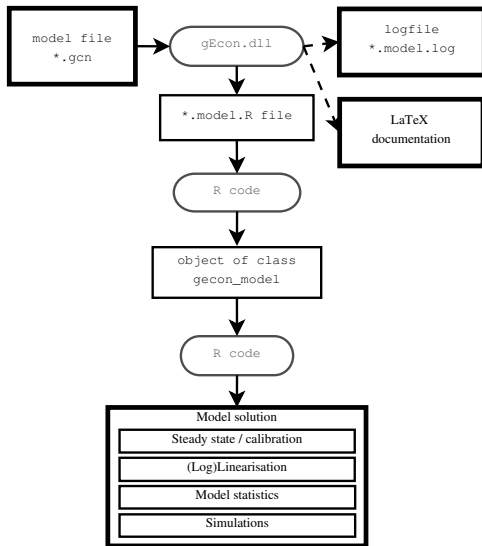 model file
*.gcn
gEcon.dll
logfile
*.model.log
*.model.R file
LaTeX
documentation
R code
object of class
gecon_model
R code
Model solution
Steady state / calibration
(Log)Linearisation
Model statistics
Simulations